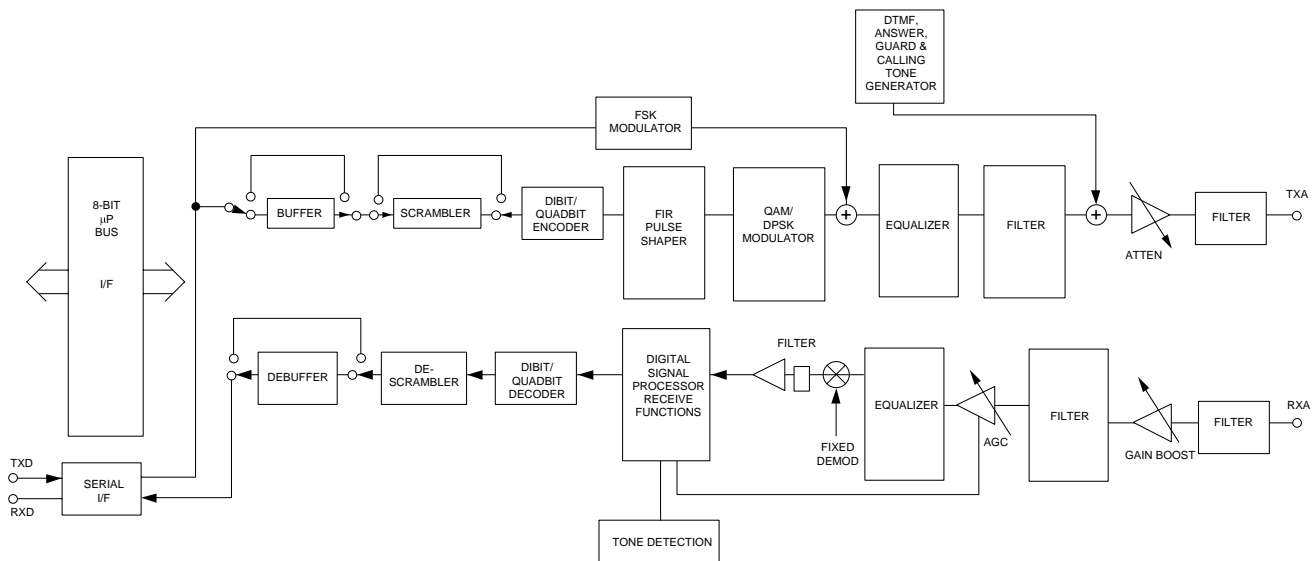 DTMF,
ANSWER,
GUARD &
CALLING
TONE
GENERATOR
FSK
MODULATOR
8-BIT
µP
BUS
I/F
BUFFER
SCRAMBLER
DIBIT/
QUADBIT
ENCODER
FIR
PULSE
SHAPER
QAM/
DPSK
MODULATOR
+
EQUALIZER
FILTER
+
ATTEN
FILTER
TXA
DEBUFFER
DE-
SCRAMBLER
DIBIT/
QUADBIT
DECODER
DIGITAL
SIGNAL
PROCESSOR
RECEIVE
FUNCTIONS
FILTER
FIXED
DEMOD
EQUALIZER
AGC
FILTER
GAIN BOOST
FILTER
RXA
TXD
RXD
SERIAL
I/F
TONE DETECTION